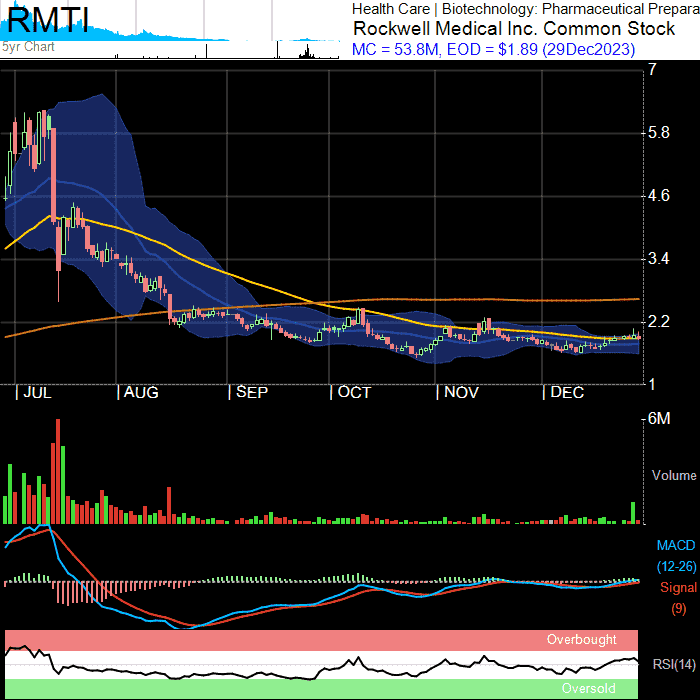 RMTI
5yr Chart
Health Care | Biotechnology: Pharmaceutical Prepara
Rockwell Medical Inc. Common Stock
MC = 53.8M, EOD = $1.89 (29Dec2023)
7
5.8
4.6
3.4
2.2
1
| JUL | AUG | SEP | OCT | NOV | DEC
6M
Volume
MACD
(12-26)
Signal
(9)
Overbought
RSI(14)
Oversold